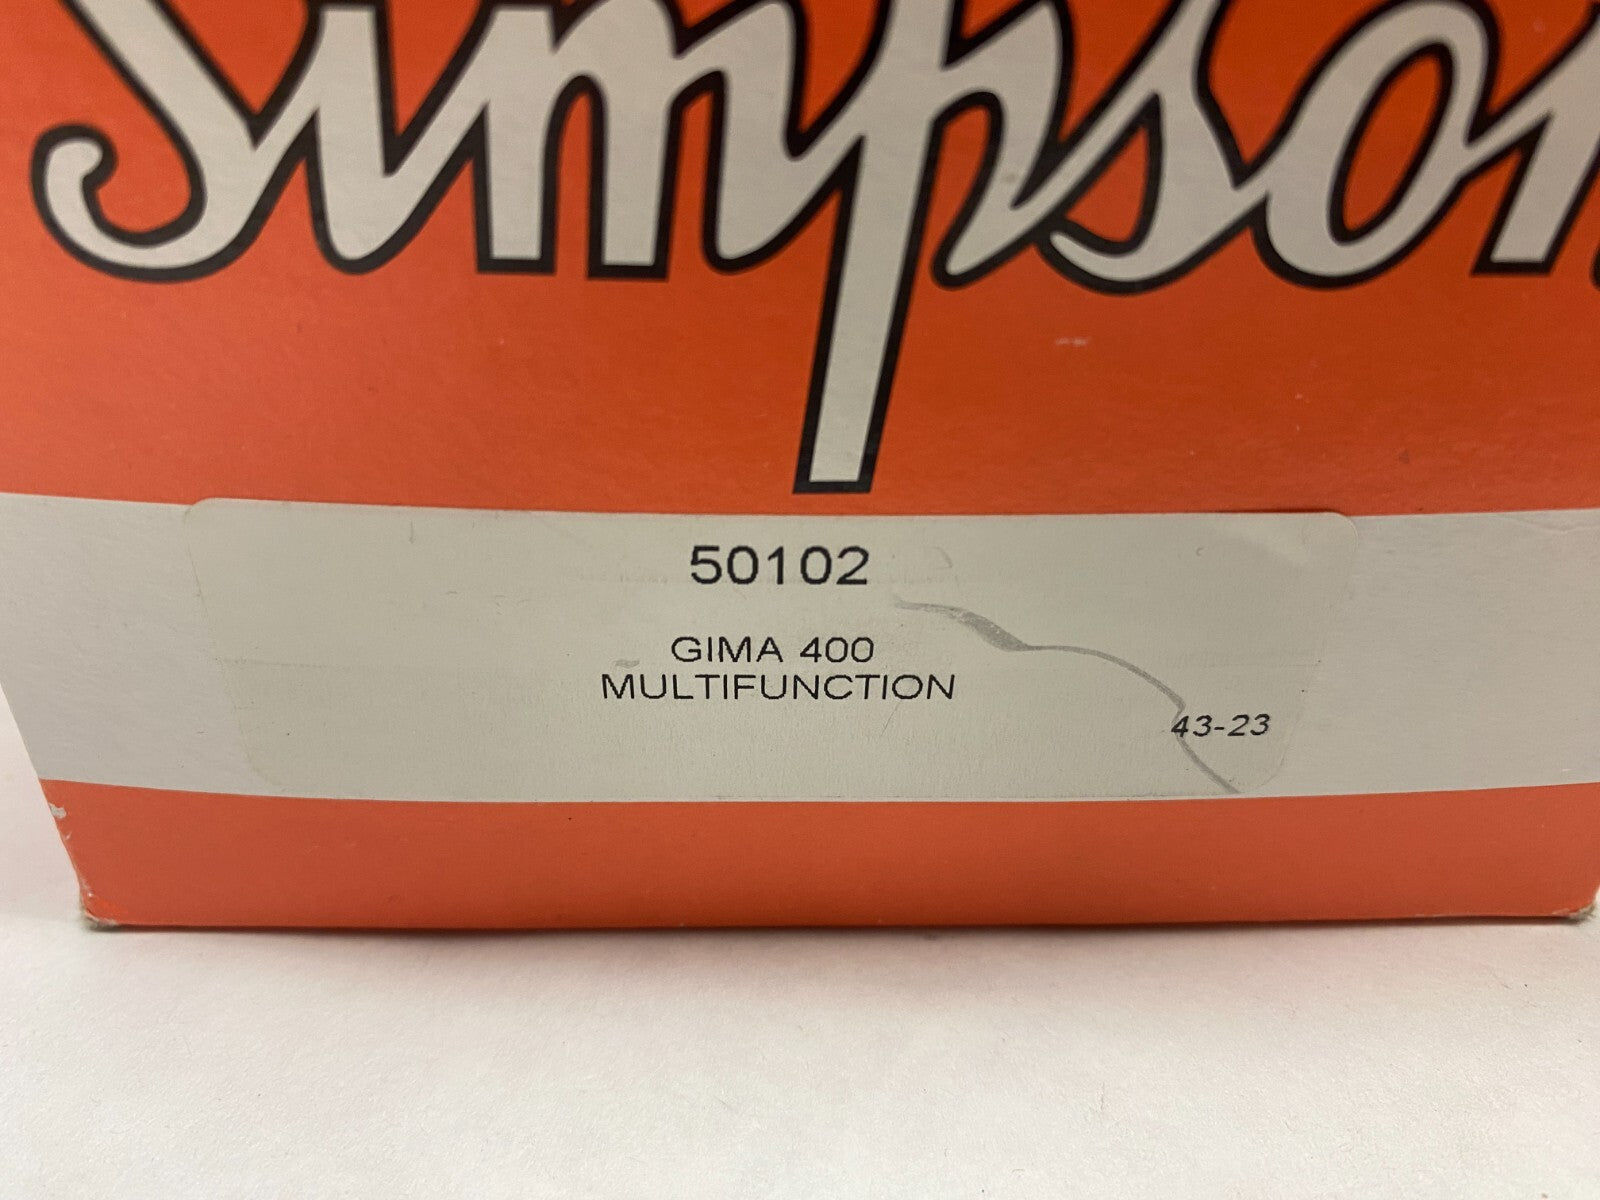 Simpson
50102
GIMA 400
MULTIFUNCTION
43-23